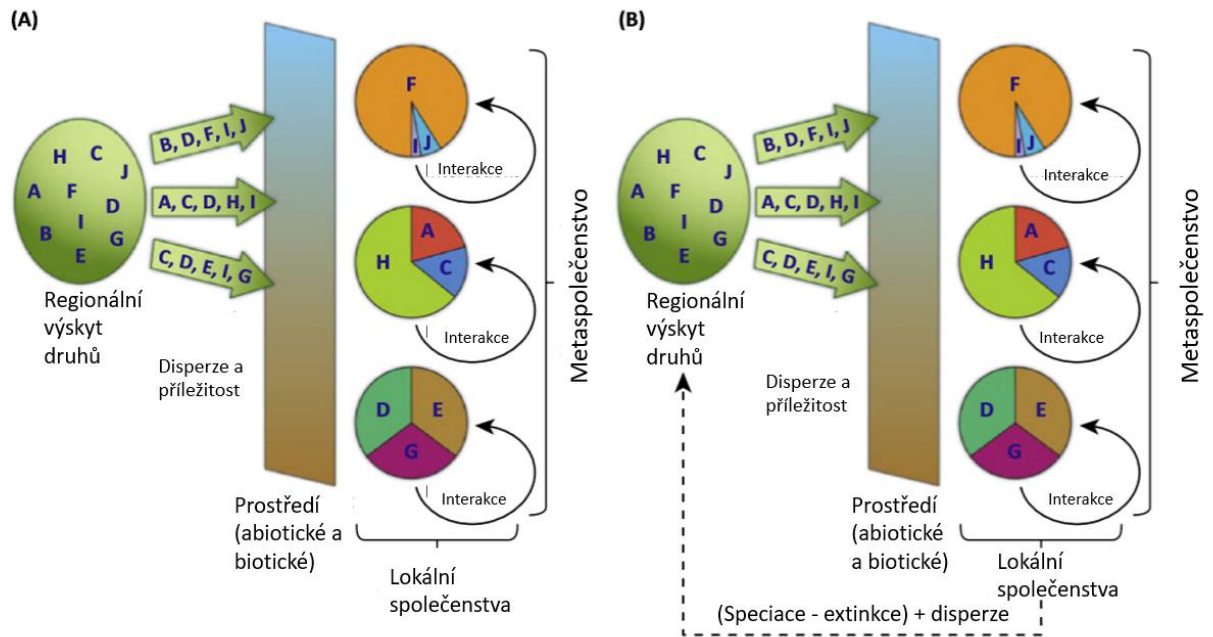 (A)
H C J
A F D
I
B G
E
B, D, F, I, J
A, C, D, H, I
C, D, E, I, G
Regionální
výskyt
druhů
Disperze a
příležitost
Prostředí
(abiotické a
biotické)
F
I J
Interakce
A
H C
Interakce
D E
G
Interakce
Lokální
společenstva
Metaspolečenstvo
(B)
H C J
A F D
I
B G
E
B, D, F, I, J
A, C, D, H, I
C, D, E, I, G
Regionální
výskyt
druhů
Disperze a
příležitost
Prostředí
(abiotické
a biotické)
F
I J
Interakce
A
H C
Interakce
D E
G
Interakce
Lokální
společenstva
Metaspolečenstvo
(Speciace - extinkce) + disperze